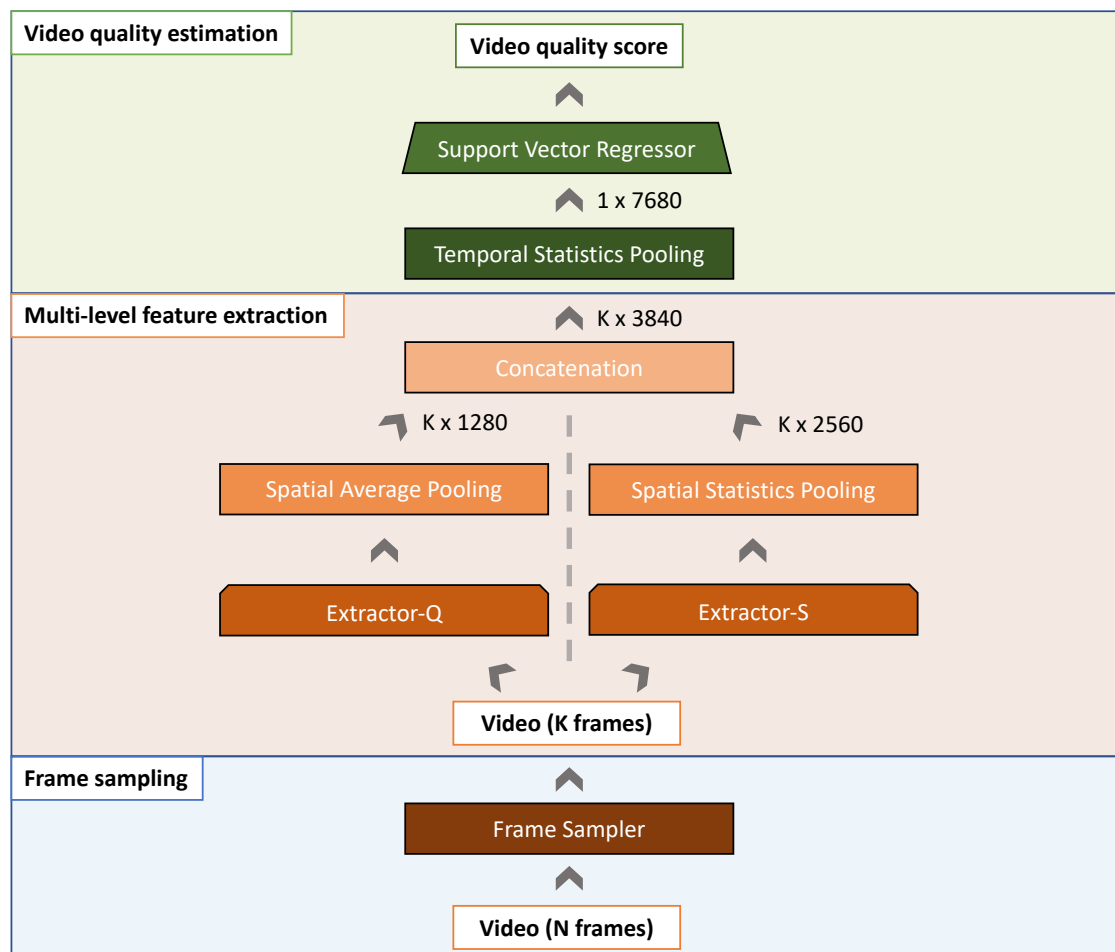 Video quality estimation
Video quality score
Support Vector Regressor
1 x 7680
Temporal Statistics Pooling
Multi-level feature extraction
K x 3840
Concatenation
K x 1280
K x 2560
Spatial Average Pooling
Spatial Statistics Pooling
Extractor-Q
Extractor-S
Video (K frames)
Frame sampling
Frame Sampler
Video (N frames)